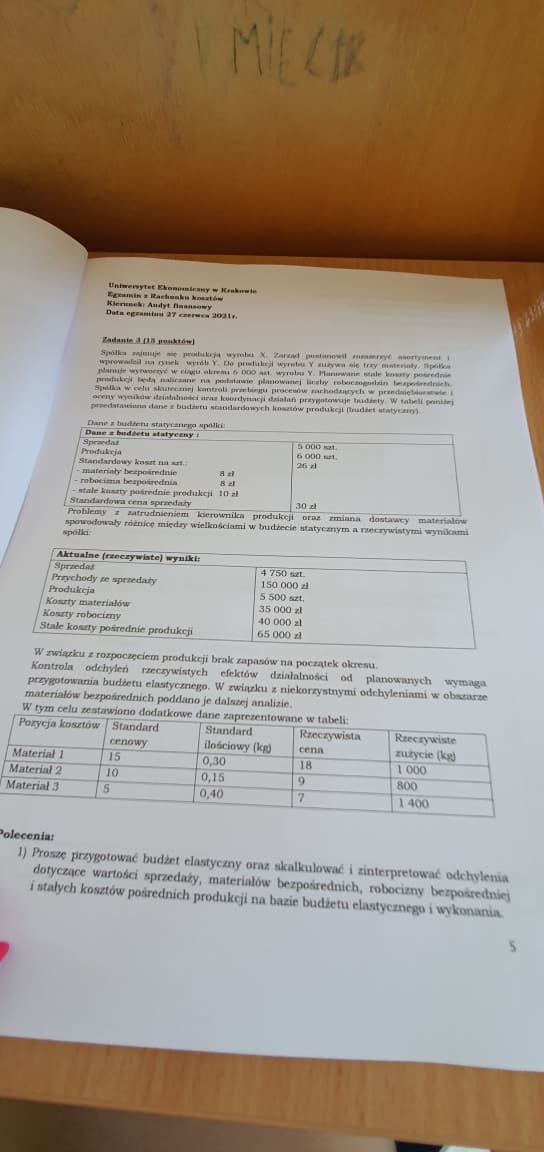 MIĘCIK
Uniwersytet Ekonomiczny w Krakowie
Egzamin z Rachunku kosztów
Kierunek: Audyt finansowy
Data egzaminu 27 czerwca 2021r.
Zadanie 3 (15 punktów)
Spółka zajmuje się produkcją wyrobu X. Zarząd postanowił rozszerzyć asortyment i
wprowadził na rynek wyrób Y. Do produkcji wyrobu Y zużywa się trzy materiały. Spółka
planuje wytworzyć w ciągu okresu 6 000 szt. wyrobu Y. Planowane stałe koszty pośrednie
produkcji będą naliczane na podstawie planowanej liczby roboczogodzin bezpośrednich.
Spółka w celu skutecznej kontroli przebiegu procesów zachodzących w przedsiębiorstwie i
oceny wyników działalności oraz koordynacji działań przygotowuje budżety. W tabeli poniżej
przedstawiono dane z budżetu standardowych kosztów produkcji (budżet statyczny).
Dane z budżetu statycznego spółki:
Dane z budżetu statyczny :
Sprzedaż 5 000 szt.
Produkcja 6 000 szt.
Standardowy koszt na szt.: 26 zł
- materiały bezpośrednie 8 zł
- robocizna bezpośrednia 8 zł
- stałe koszty pośrednie produkcji 10 zł
Standardowa cena sprzedaży 30 zł
Problemy z zatrudnieniem kierownika produkcji oraz zmiana dostawcy materiałów
spowodowały różnicę między wielkościami w budżecie statycznym a rzeczywistymi wynikami
spółki:
Aktualne (rzeczywiste) wyniki:
Sprzedaż 4 750 szt.
Przychody ze sprzedaży 150 000 zł
Produkcja 5 500 szt.
Koszty materiałów 35 000 zł
Koszty robocizny 40 000 zł
Stałe koszty pośrednie produkcji 65 000 zł
W związku z rozpoczęciem produkcji brak zapasów na początek okresu.
Kontrola odchyleń rzeczywistych efektów działalności od planowanych wymaga
przygotowania budżetu elastycznego. W związku z niekorzystnymi odchyleniami w obszarze
materiałów bezpośrednich poddano je dalszej analizie.
W tym celu zestawiono dodatkowe dane zaprezentowane w tabeli:
Pozycja kosztów Standard cenowy Standard ilościowy (kg) Rzeczywista cena Rzeczywiste zużycie (kg)
Materiał 1 15 0,30 18 1 000
Materiał 2 10 0,15 9 800
Materiał 3 5 0,40 7 1 400
Polecenia:
1) Proszę przygotować budżet elastyczny oraz skalkulować i zinterpretować odchylenia
dotyczące wartości sprzedaży, materiałów bezpośrednich, robocizny bezpośredniej
i stałych kosztów pośrednich produkcji na bazie budżetu elastycznego i wykonania.
5